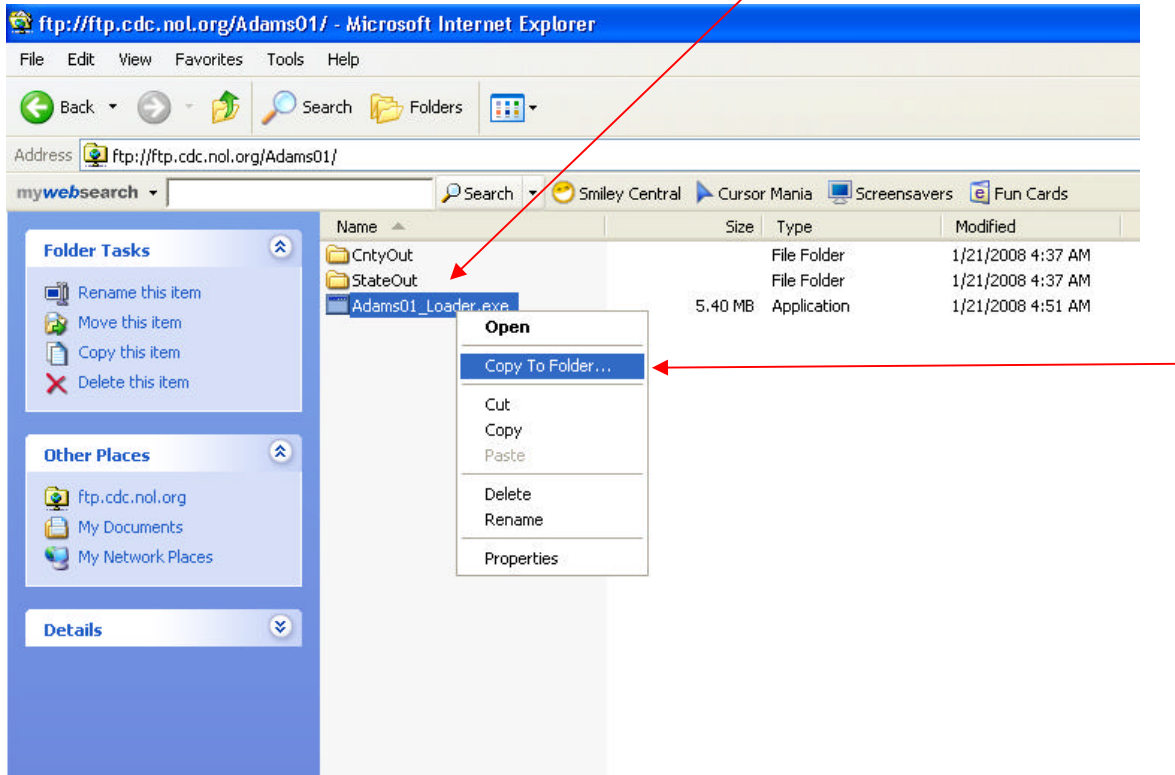 ftp://ftp.cdc.nol.org/Adams01/ - Microsoft Internet Explorer
File Edit View Favorites Tools Help
Back Search Folders
Address ftp://ftp.cdc.nol.org/Adams01/
mywebsearch Search Smiley Central Cursor Mania Screensavers Fun Cards
Folder Tasks
Rename this item
Move this item
Copy this item
Delete this item
Other Places
ftp.cdc.nol.org
My Documents
My Network Places
Details
Name Size Type Modified
CntyOut File Folder 1/21/2008 4:37 AM
StateOut File Folder 1/21/2008 4:37 AM
Adams01_Loader.exe 5.40 MB Application 1/21/2008 4:51 AM
Open
Copy To Folder...
Cut
Copy
Paste
Delete
Rename
Properties